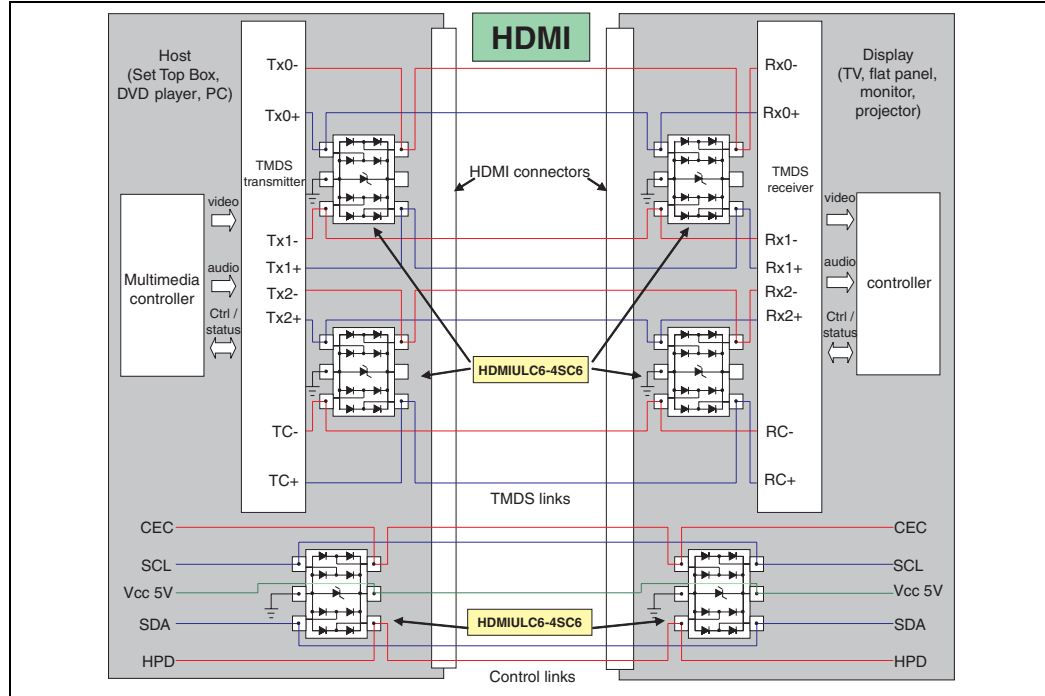 HDMI
Host
(Set Top Box,
DVD player, PC)
Display
(TV, flat panel,
monitor,
projector)
Tx0-
Tx0+
TMDS
transmitter
Tx1-
Tx1+
Tx2-
Tx2+
TC-
TC+
Rx0-
Rx0+
TMDS
receiver
Rx1-
Rx1+
Rx2-
Rx2+
RC-
RC+
HDMI connectors
Multimedia
controller
video
audio
Ctrl /
status
video
audio
Ctrl /
status
controller
HDMIULC6-4SC6
TMDS links
CEC
SCL
Vcc 5V
SDA
HPD
CEC
SCL
Vcc 5V
SDA
HPD
HDMIULC6-4SC6
Control links